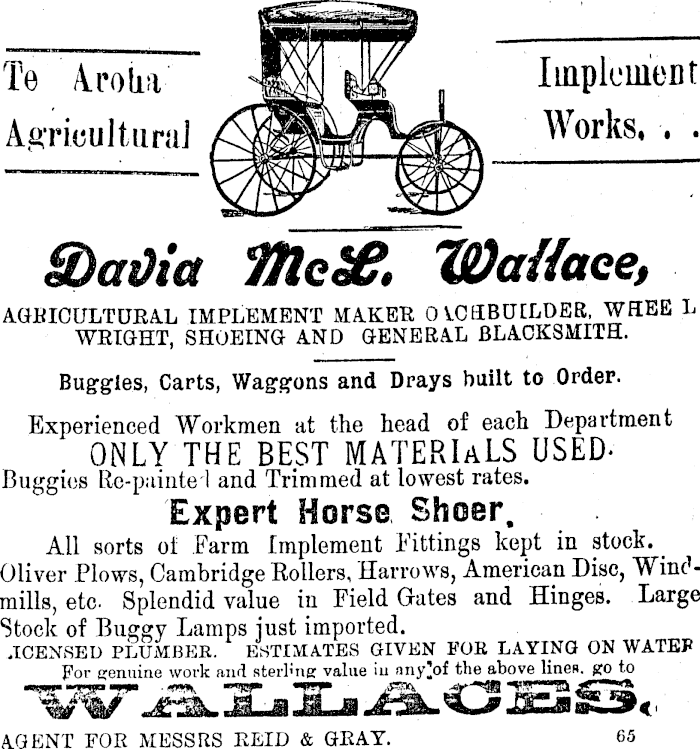 Te Aroha
Agricultural
Implement
Works. . .
David McL. Wallace,
AGRICULTURAL IMPLEMENT MAKER OACHBUILDER, WHEE L
WRIGHT, SHOEING AND GENERAL BLACKSMITH.
Buggies, Carts, Waggons and Drays built to Order.
Experienced Workmen at the head of each Department
ONLY THE BEST MATERIALS USED.
Buggies Re-painted and Trimmed at lowest rates.
Expert Horse Shoer.
All sorts of Farm Implement Fittings kept in stock.
Oliver Plows, Cambridge Rollers, Harrows, American Disc, Wind-
mills, etc. Splendid value in Field Gates and Hinges. Large
Stock of Buggy Lamps just imported.
LICENSED PLUMBER. ESTIMATES GIVEN FOR LAYING ON WATER
For genuine work and sterling value in any of the above lines, go to
WALLACES.
AGENT FOR MESSRS REID & GRAY. 65